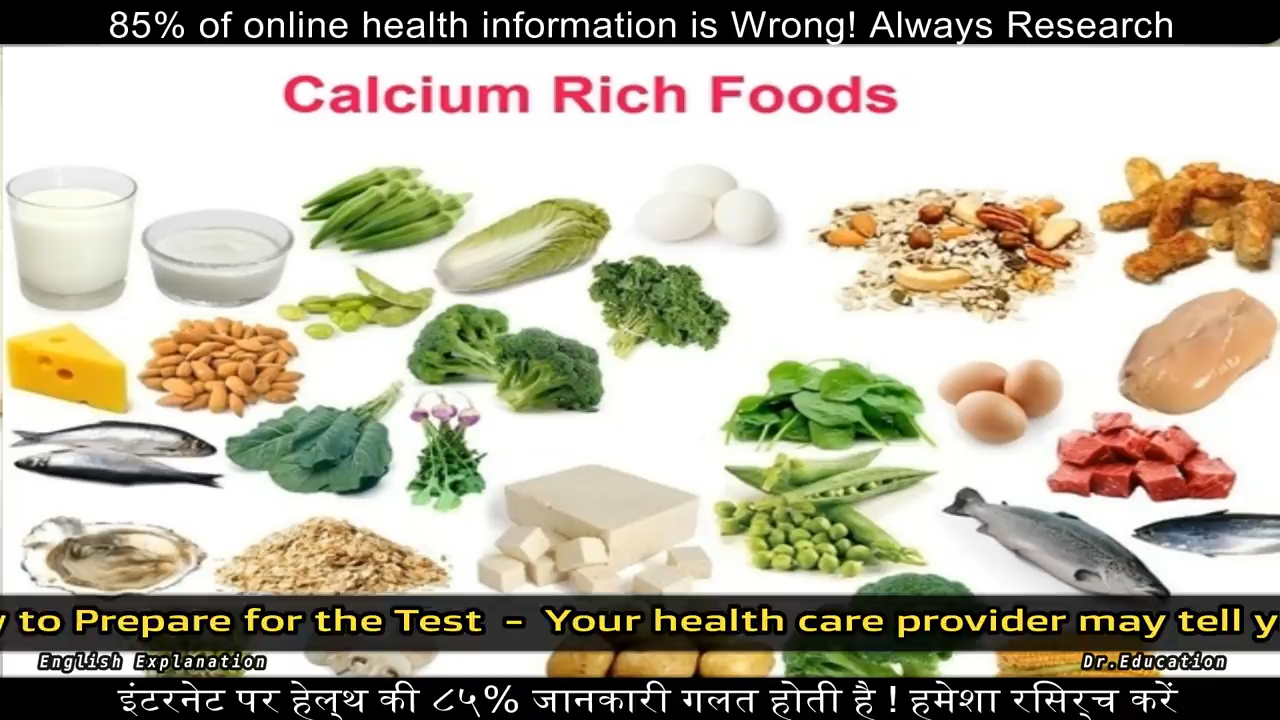 85% of online health information is Wrong! Always Research
Calcium Rich Foods
to Prepare for the Test – Your health care provider may tell
English Explanation
Dr.Education
इंटरनेट पर हेल्थ की ८५% जानकारी गलत होती है ! हमेशा रसिर्च करें